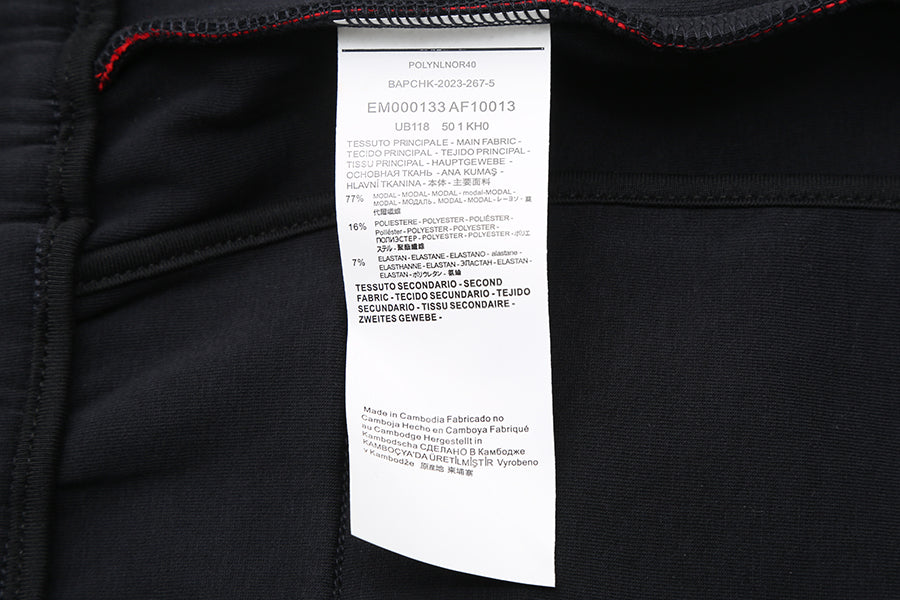 POLYNLNOR40
BAPCHK-2023-267-5
EM000133 AF10013
UB118 50 1 KH0
TESSUTO PRINCIPALE - MAIN FABRIC -
TECIDO PRINCIPAL - TEJIDO PRINCIPAL -
TISSU PRINCIPAL - HAUPTGEWEBE -
ОСНОВНАЯ ТКАНЬ - ANA KUMAŞ -
HLAVNÍ TKANINA - 本体 - 主要面料
77% MODAL - MODAL - MODAL - modal-MODAL -
MODAL - МОДАЛЬ - MODAL - MODAL - レーヨン - 莫
代爾纖維
16% POLIESTERE - POLYESTER - POLIÉSTER -
Poliéster - POLYESTER - POLYESTER -
ПОЛИЭСТЕР - POLYESTER - POLYESTER - ポリエ
ステル - 聚酯纖維
7% ELASTAN - ELASTANE - ELASTANO - elastane -
ELASTHANNE - ELASTAN - ЭЛАСТАН - ELASTAN -
ELASTAN - ポリウレタン - 氨綸
TESSUTO SECONDARIO - SECOND
FABRIC - TECIDO SECUNDARIO - TEJIDO
SECUNDARIO - TISSU SECONDAIRE -
ZWEITES GEWEBE -
Made in Cambodia Fabricado no
Camboja Hecho en Camboya Fabriqué
au Cambodge Hergestellt in
Kambodscha СДЕЛАНО В Камбодже
KAMBOÇYA'DA ÜRETİLMİŞTİR Vyrobeno
v Kambodže 原産地 柬埔寨